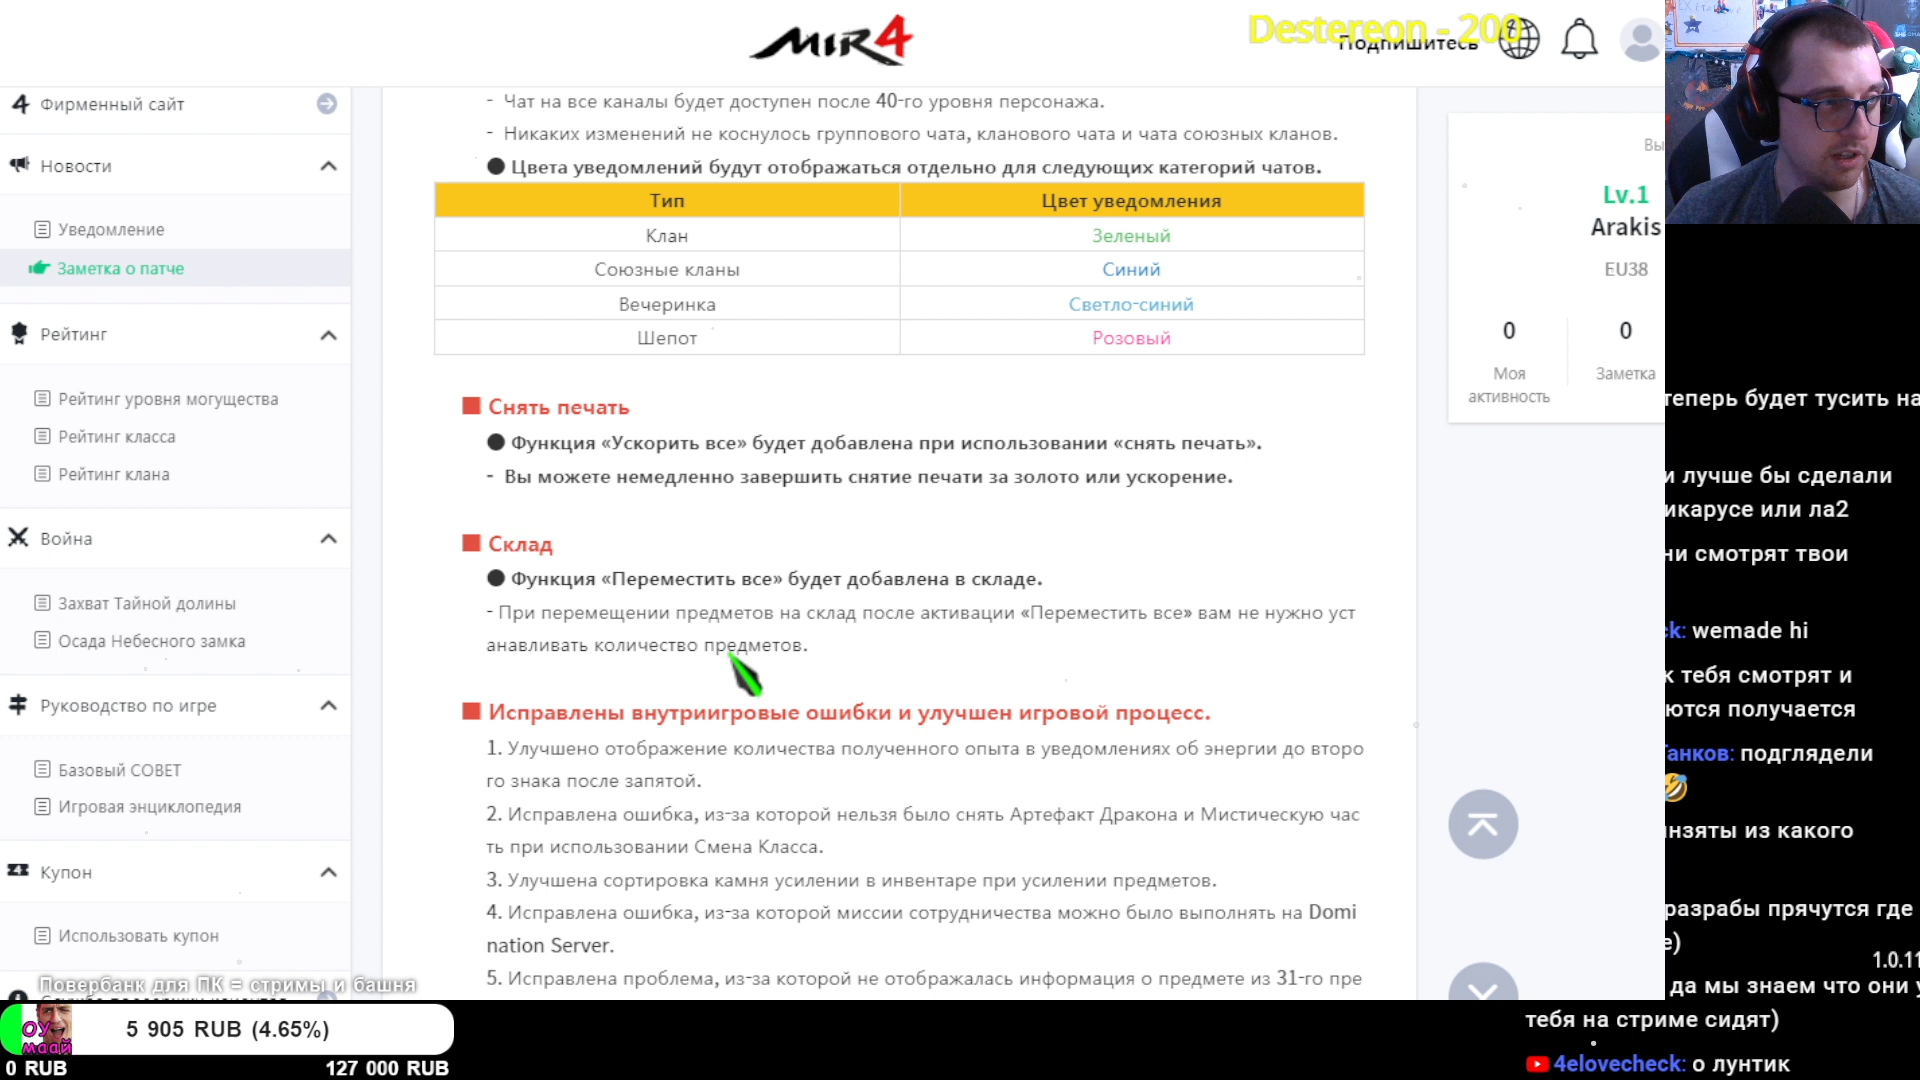 MIR4
Destereon - 200
Подпишитесь
Фирменный сайт
Новости
Уведомление
Заметка о патче
Рейтинг
Рейтинг уровня могущества
Рейтинг класса
Рейтинг клана
Война
Захват Тайной долины
Осада Небесного замка
Руководство по игре
Базовый СОВЕТ
Игровая энциклопедия
Купон
Использовать купон
- Чат на все каналы будет доступен после 40-го уровня персонажа.
- Никаких изменений не коснулось группового чата, кланового чата и чата союзных кланов.
● Цвета уведомлений будут отображаться отдельно для следующих категорий чатов.
Тип Цвет уведомления
Клан Зеленый
Союзные кланы Синий
Вечеринка Светло-синий
Шепот Розовый
■ Снять печать
● Функция «Ускорить все» будет добавлена при использовании «снять печать».
- Вы можете немедленно завершить снятие печати за золото или ускорение.
■ Склад
● Функция «Переместить все» будет добавлена в складе.
- При перемещении предметов на склад после активации «Переместить все» вам не нужно уст
анавливать количество предметов.
■ Исправлены внутриигровые ошибки и улучшен игровой процесс.
1. Улучшено отображение количества полученного опыта в уведомлениях об энергии до второ
го знака после запятой.
2. Исправлена ошибка, из-за которой нельзя было снять Артефакт Дракона и Мистическую час
ть при использовании Смена Класса.
3. Улучшена сортировка камня усилении в инвентаре при усилении предметов.
4. Исправлена ошибка, из-за которой миссии сотрудничества можно было выполнять на Domi
nation Server.
5. Исправлена проблема, из-за которой не отображалась информация о предмете из 31-го пре
Вы
Lv.1
Arakis
EU38
0 0
Моя
активность
Заметка
теперь будет тусить на
и лучше бы сделали
икарусе или ла2
ни смотрят твои
ck: wemade hi
к тебя смотрят и
ются получается
Танков: подглядели
инзяты из какого
разрабы прячутся где
е)
1.0.11
да мы знаем что они у
тебя на стриме сидят)
4elovecheck: о лунтик
Повербанк для ПК = стримы и башня
ОУ
мааай
5 905 RUB (4.65%)
0 RUB 127 000 RUB